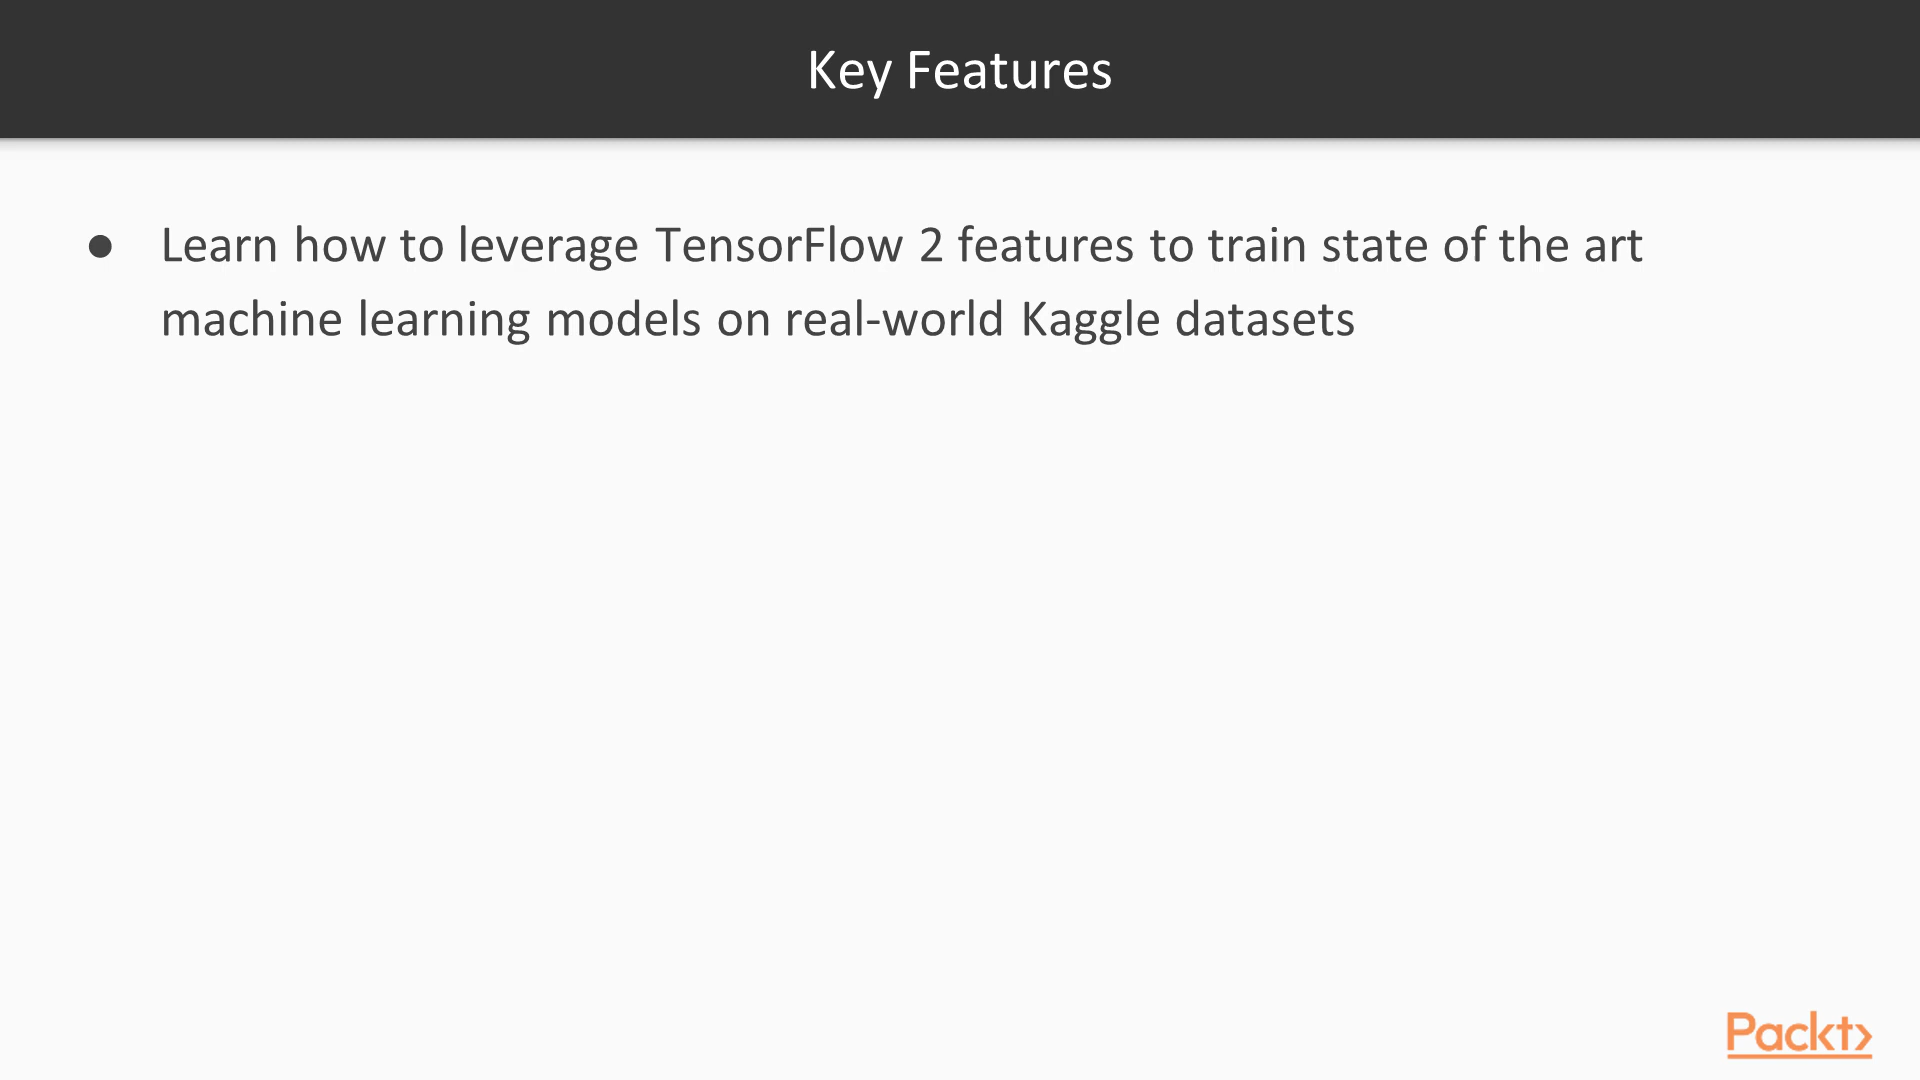 Key Features
● Learn how to leverage TensorFlow 2 features to train state of the art
machine learning models on real-world Kaggle datasets
Packt>